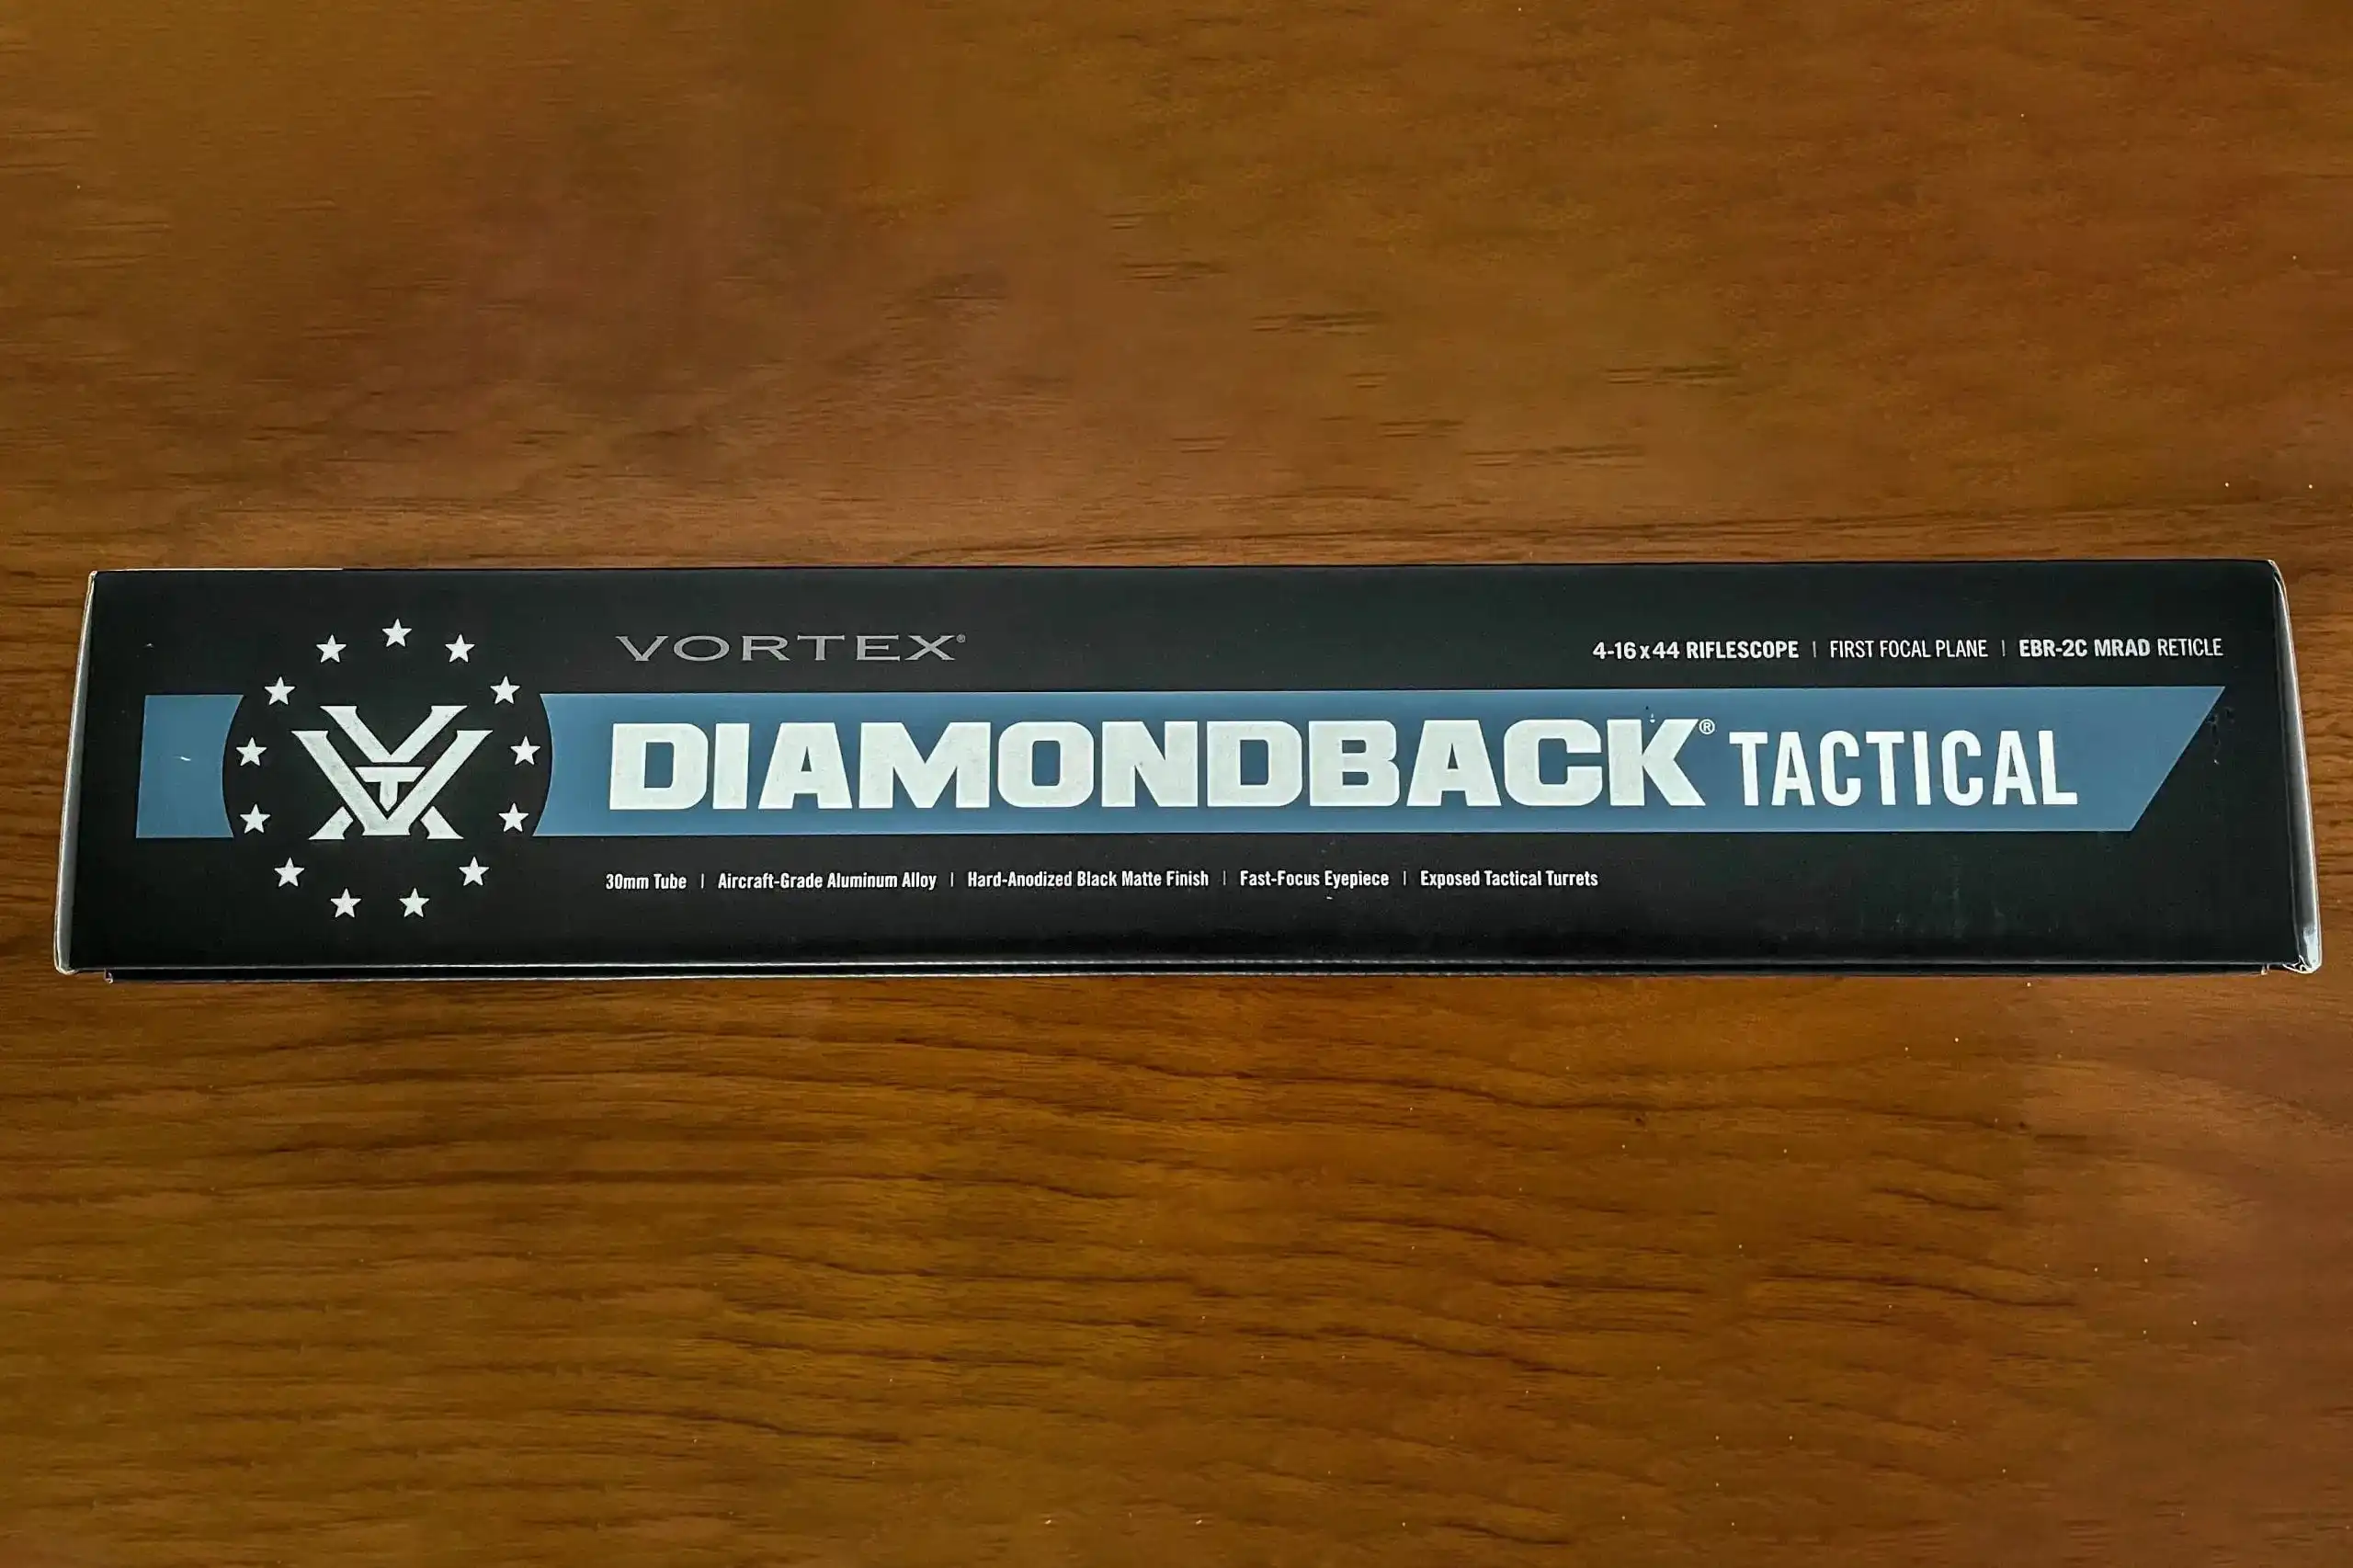 VORTEX®
4-16x44 RIFLESCOPE | FIRST FOCAL PLANE | EBR-2C MRAD RETICLE
DIAMONDBACK® TACTICAL
30mm Tube | Aircraft-Grade Aluminum Alloy | Hard-Anodized Black Matte Finish | Fast-Focus Eyepiece | Exposed Tactical Turrets